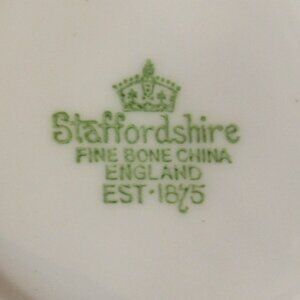 Staffordshire
FINE BONE CHINA
ENGLAND
EST·1875